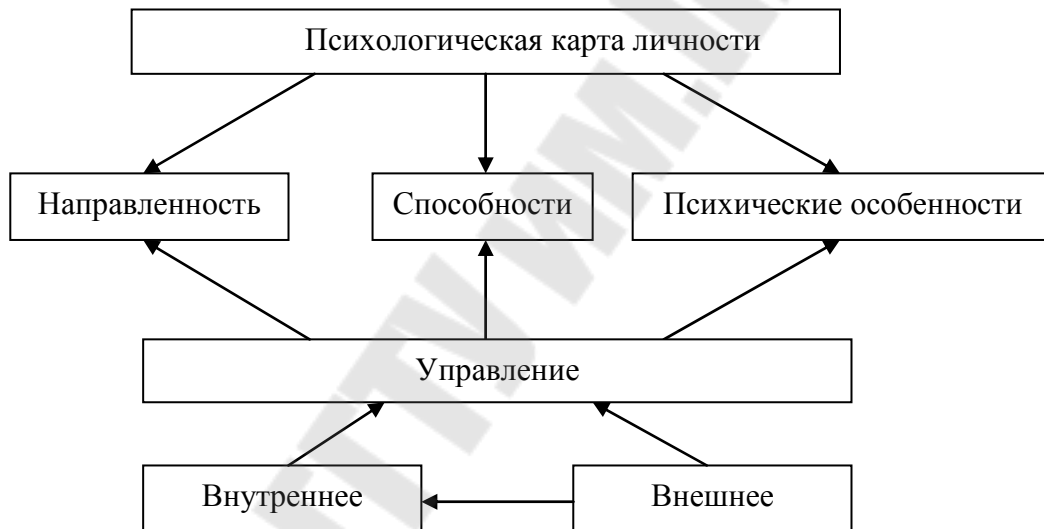 Психологическая карта личности
Направленность
Способности
Психические особенности
Управление
Внутреннее
Внешнее